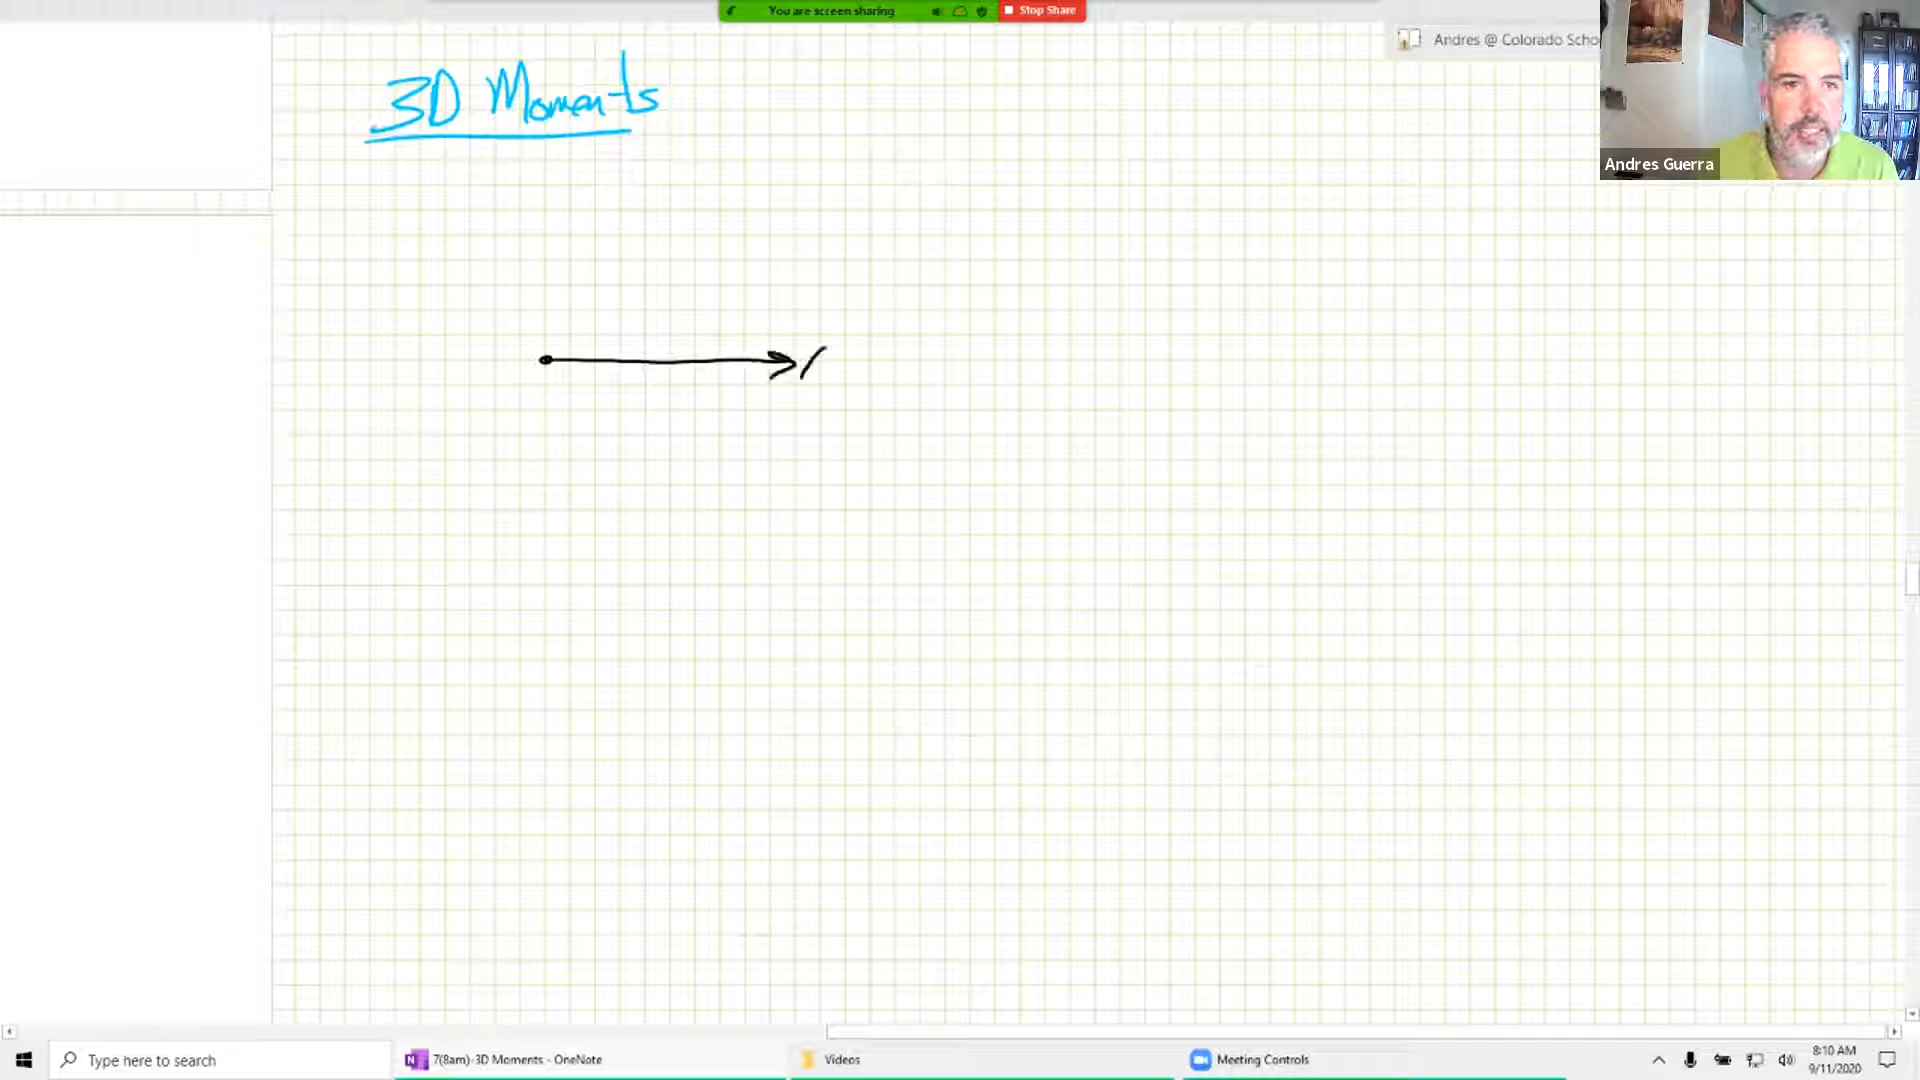 You are screen sharing
Stop Share
Andres @ Colorado Scho
3D Moments
Andres Guerra
Type here to search
7(8am)-3D Moments - OneNote
Videos
Meeting Controls
8:10 AM
9/11/2020